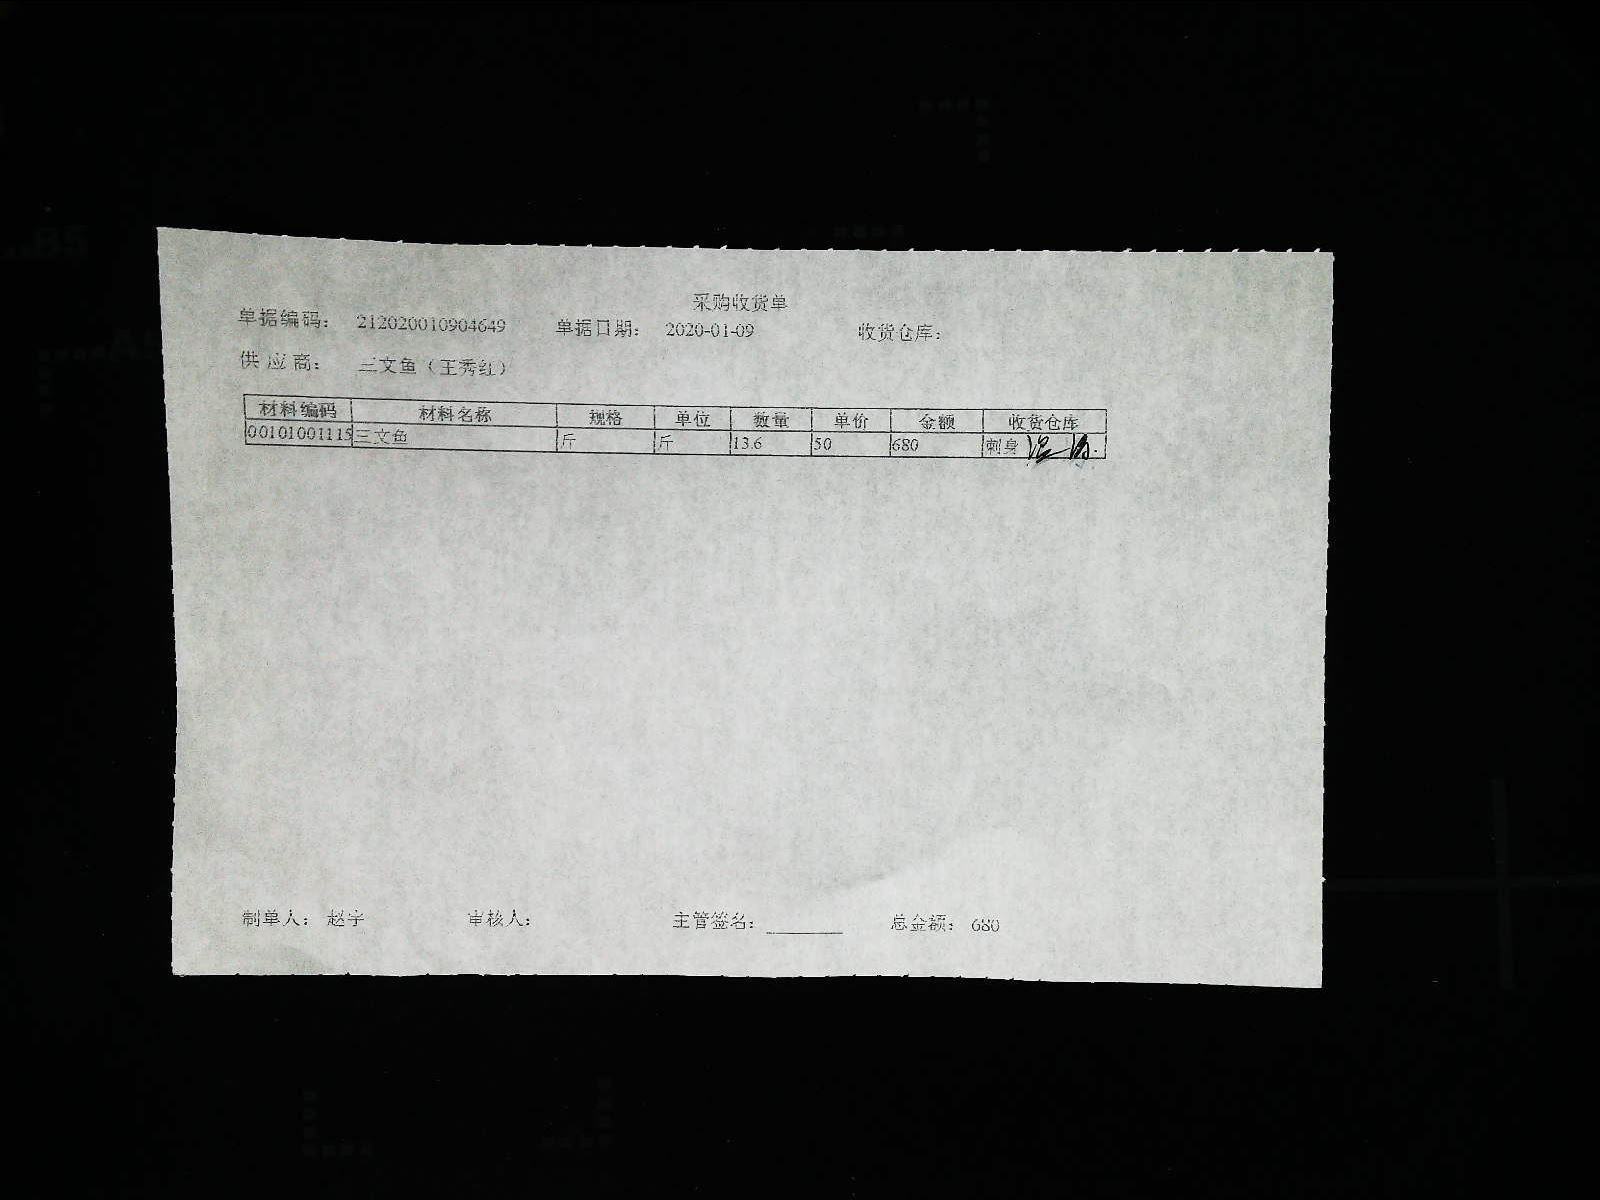 采购收货单
单据编码： 212020010904649 单据日期： 2020-01-09 收货仓库：
供 应 商： 三文鱼（王秀红）
材料编码 材料名称 规格 单位 数量 单价 金额 收货仓库
00101001115 三文鱼 斤 斤 13.6 50 680 刺身
制单人： 赵宇 审核人： 主管签名： 总金额： 680